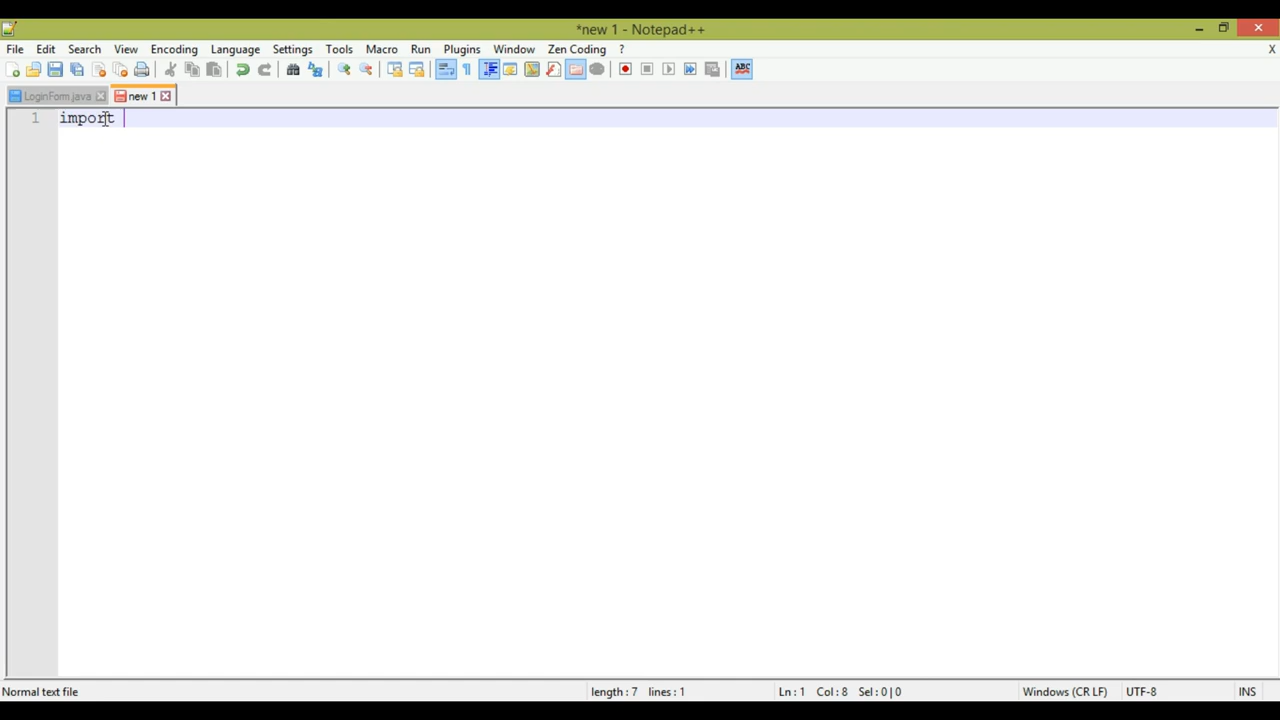 *new 1 - Notepad++
File Edit Search View Encoding Language Settings Tools Macro Run Plugins Window Zen Coding ? X
ABC
LoginForm.java new 1
1 import
Normal text file length : 7 lines : 1 Ln : 1 Col : 8 Sel : 0 | 0 Windows (CR LF) UTF-8 INS